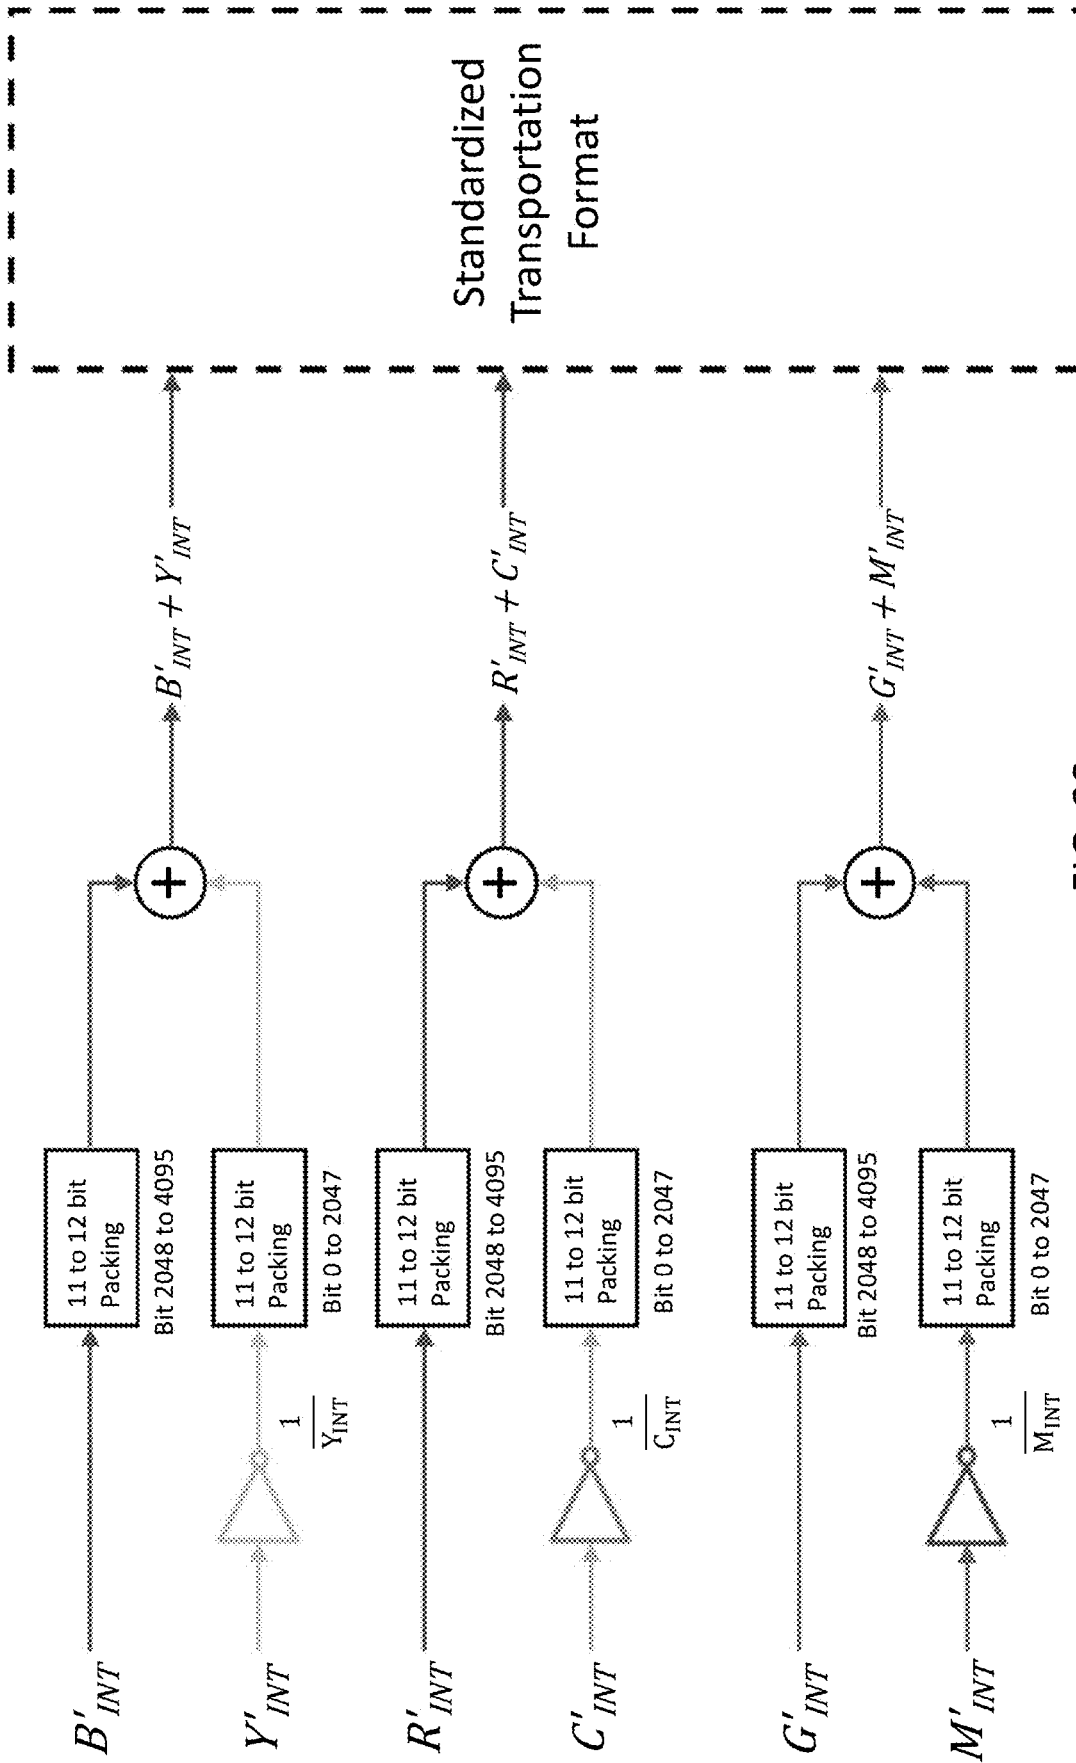 B'INT
11 to 12 bit
Packing
Bit 2048 to 4095
Y'INT
1
YINT
11 to 12 bit
Packing
Bit 0 to 2047
+
B'INT + Y'INT
R'INT
11 to 12 bit
Packing
Bit 2048 to 4095
C'INT
1
CINT
11 to 12 bit
Packing
Bit 0 to 2047
+
R'INT + C'INT
G'INT
11 to 12 bit
Packing
Bit 2048 to 4095
M'INT
1
MINT
11 to 12 bit
Packing
Bit 0 to 2047
+
G'INT + M'INT
Standardized
Transportation
Format